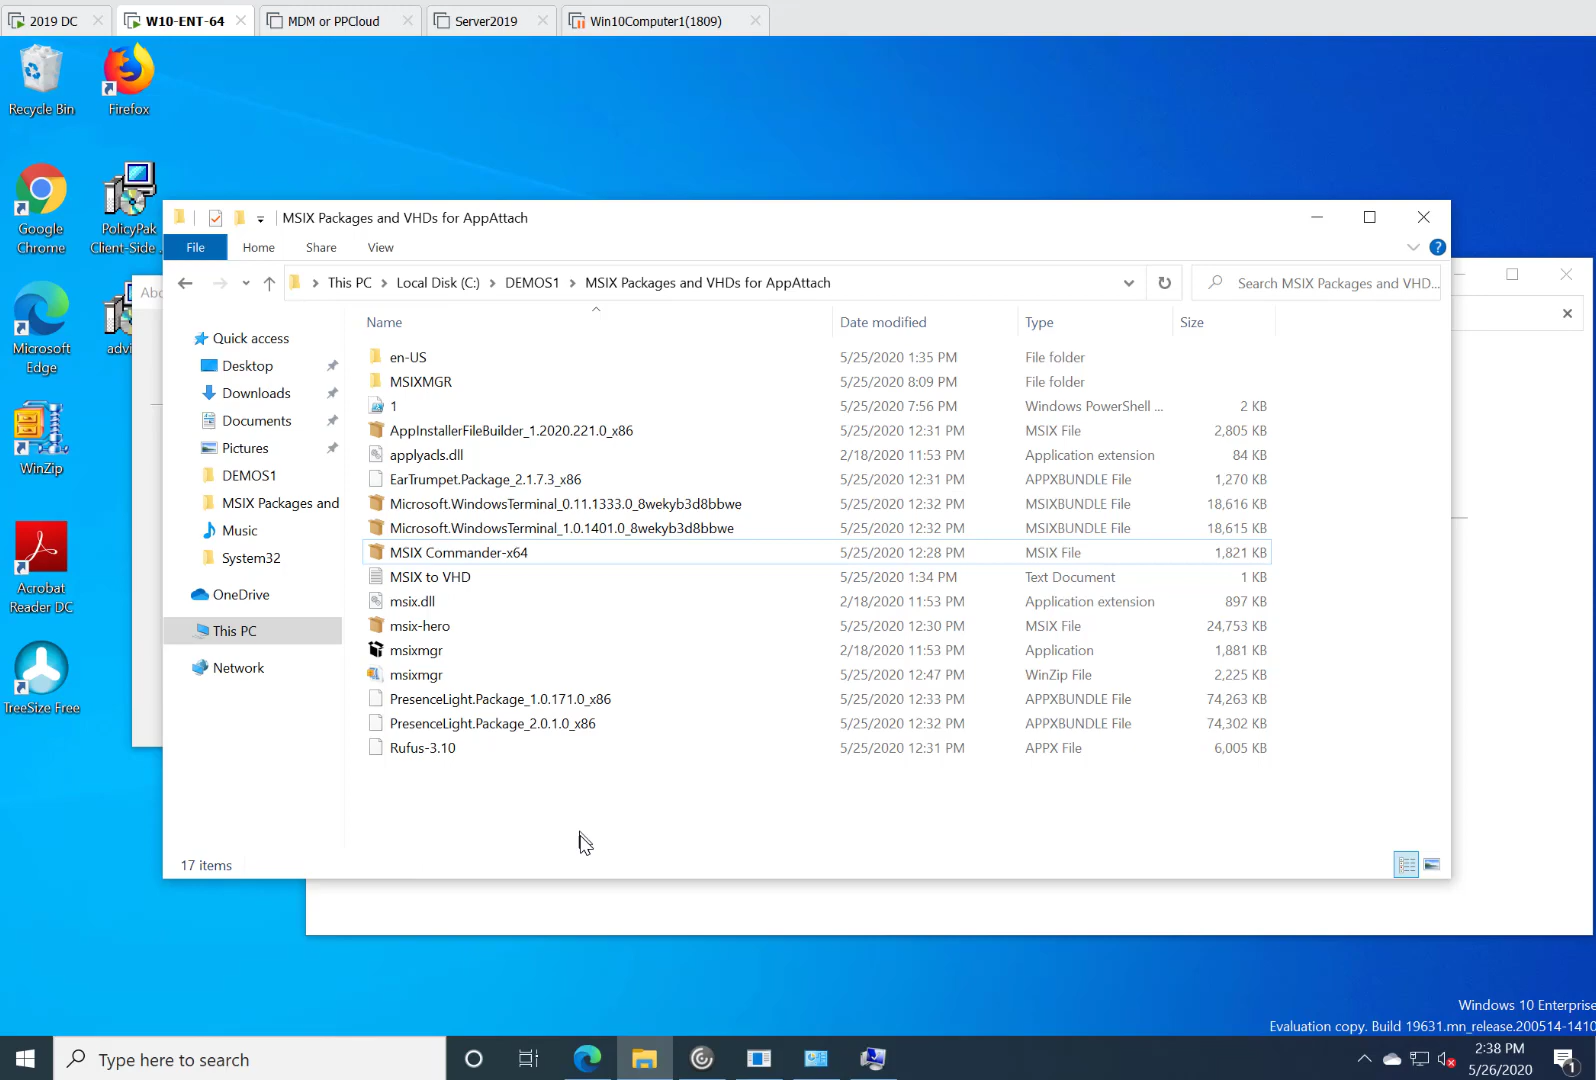 2019 DC
W10-ENT-64
MDM or PPCloud
Server2019
Win10Computer1(1809)
Recycle Bin
Firefox
Google
Chrome
PolicyPak
Client-Side
Microsoft
Edge
WinZip
Acrobat
Reader DC
TreeSize Free
MSIX Packages and VHDs for AppAttach
File
Home
Share
View
This PC
Local Disk (C:)
DEMOS1
MSIX Packages and VHDs for AppAttach
Search MSIX Packages and VHD...
Quick access
Desktop
Downloads
Documents
Pictures
DEMOS1
MSIX Packages and
Music
System32
OneDrive
This PC
Network
Name Date modified Type Size
en-US 5/25/2020 1:35 PM File folder
MSIXMGR 5/25/2020 8:09 PM File folder
1 5/25/2020 7:56 PM Windows PowerShell ... 2 KB
AppInstallerFileBuilder_1.2020.221.0_x86 5/25/2020 12:31 PM MSIX File 2,805 KB
applyacls.dll 2/18/2020 11:53 PM Application extension 84 KB
EarTrumpet.Package_2.1.7.3_x86 5/25/2020 12:31 PM APPXBUNDLE File 1,270 KB
Microsoft.WindowsTerminal_0.11.1333.0_8wekyb3d8bbwe 5/25/2020 12:32 PM MSIXBUNDLE File 18,616 KB
Microsoft.WindowsTerminal_1.0.1401.0_8wekyb3d8bbwe 5/25/2020 12:32 PM MSIXBUNDLE File 18,615 KB
MSIX Commander-x64 5/25/2020 12:28 PM MSIX File 1,821 KB
MSIX to VHD 5/25/2020 1:34 PM Text Document 1 KB
msix.dll 2/18/2020 11:53 PM Application extension 897 KB
msix-hero 5/25/2020 12:30 PM MSIX File 24,753 KB
msixmgr 2/18/2020 11:53 PM Application 1,881 KB
msixmgr 5/25/2020 12:47 PM WinZip File 2,225 KB
PresenceLight.Package_1.0.171.0_x86 5/25/2020 12:33 PM APPXBUNDLE File 74,263 KB
PresenceLight.Package_2.0.1.0_x86 5/25/2020 12:32 PM APPXBUNDLE File 74,302 KB
Rufus-3.10 5/25/2020 12:31 PM APPX File 6,005 KB
17 items
Windows 10 Enterprise
Evaluation copy. Build 19631.mn_release.200514-1410
Type here to search
2:38 PM
5/26/2020
1